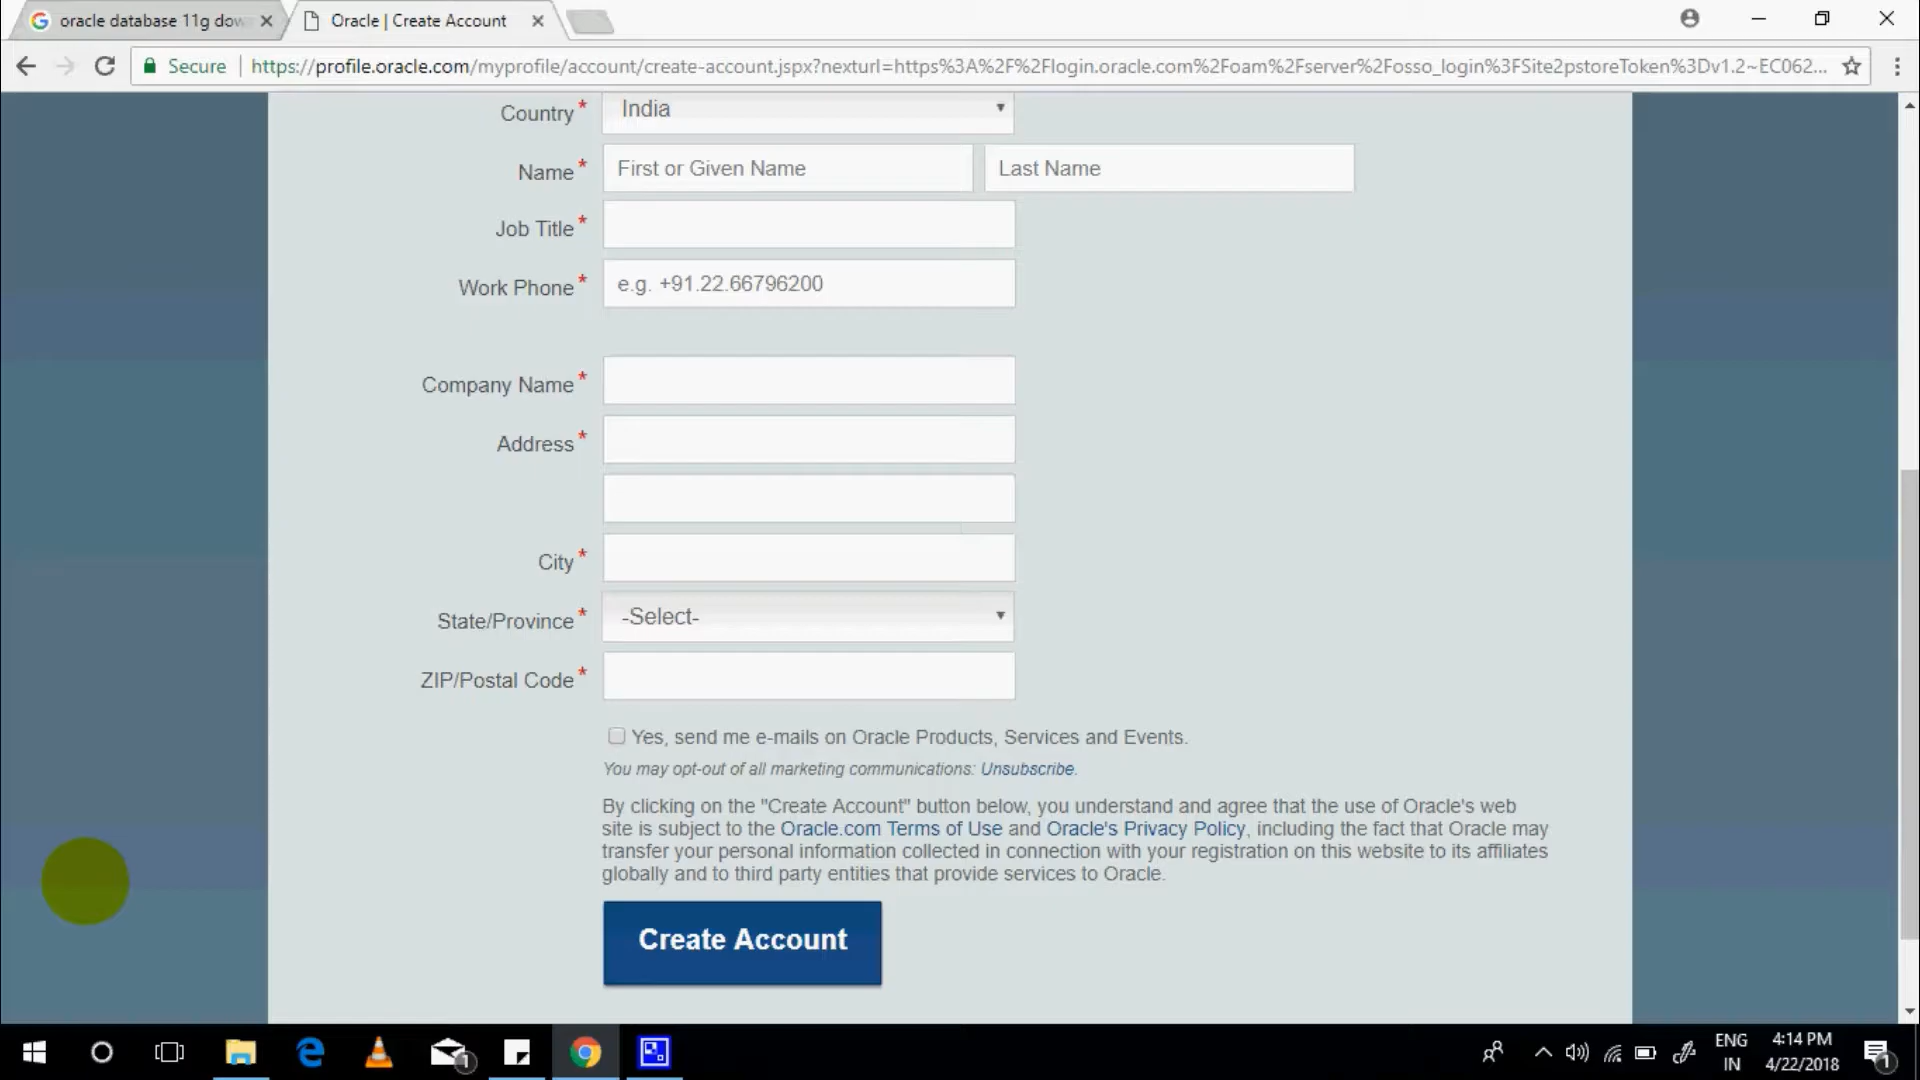 oracle database 11g dow
Oracle | Create Account
Secure
https://profile.oracle.com/myprofile/account/create-account.jspx?nexturl=https%3A%2F%2Flogin.oracle.com%2Foam%2Fserver%2Fosso_login%3FSite2pstoreToken%3Dv1.2~EC062...
Country * India
Name * First or Given Name Last Name
Job Title *
Work Phone * e.g. +91.22.66796200
Company Name *
Address *
City *
State/Province * -Select-
ZIP/Postal Code *
Yes, send me e-mails on Oracle Products, Services and Events.
You may opt-out of all marketing communications: Unsubscribe.
By clicking on the "Create Account" button below, you understand and agree that the use of Oracle's web
site is subject to the Oracle.com Terms of Use and Oracle's Privacy Policy, including the fact that Oracle may
transfer your personal information collected in connection with your registration on this website to its affiliates
globally and to third party entities that provide services to Oracle.
Create Account
1
ENG
IN
4:14 PM
4/22/2018
1